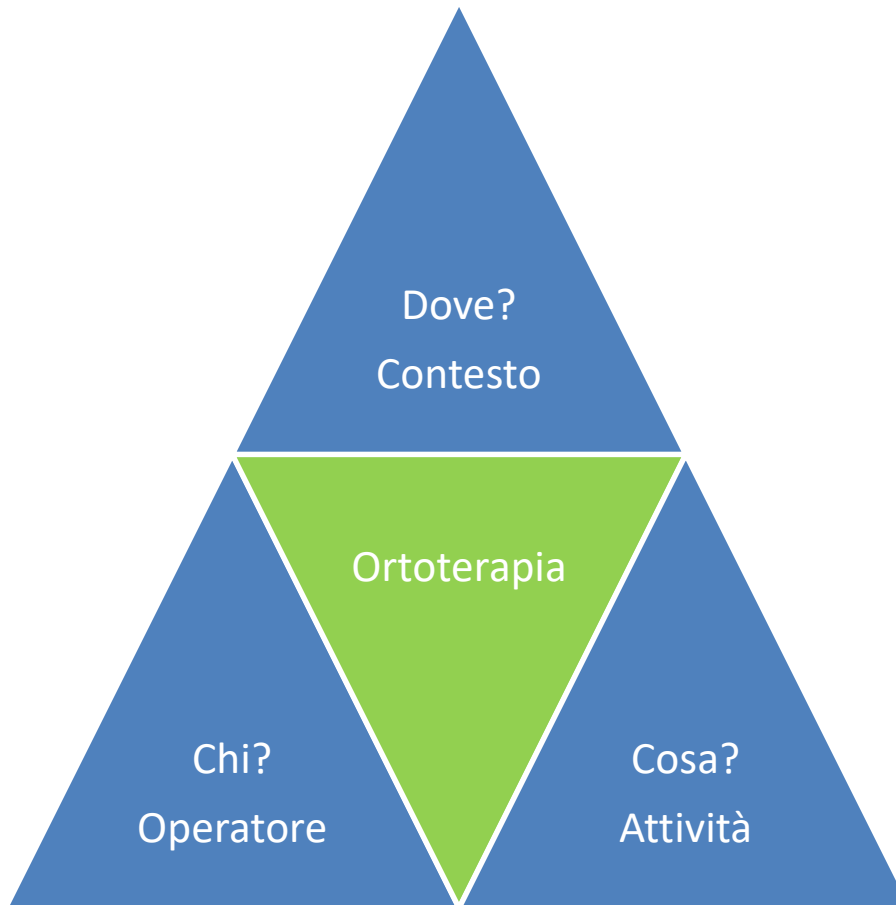 Dove?
Contesto
Ortoterapia
Chi?
Operatore
Cosa?
Attività